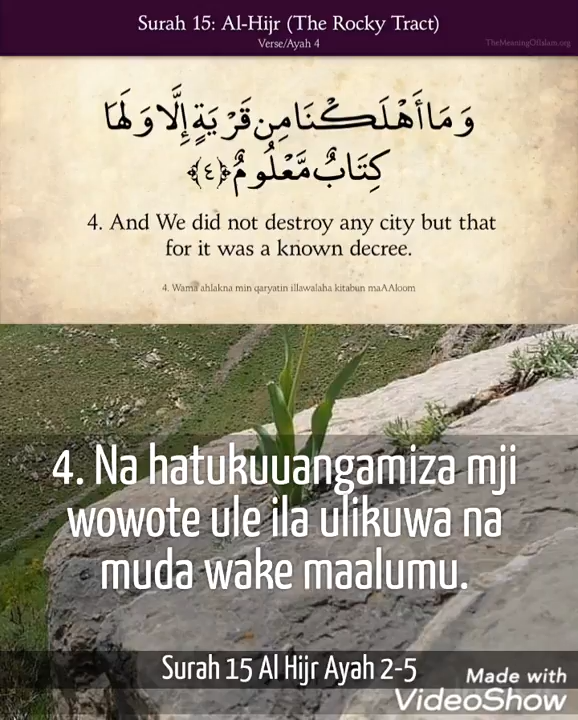 Surah 15: Al-Hijr (The Rocky Tract)
Verse/Ayah 4
TheMeaningOfIslam.org
وَمَا أَهْلَكْنَا مِن قَرْيَةٍ إِلَّا وَلَهَا
كِتَابٌ مَّعْلُومٌ ﴿٤﴾
4. And We did not destroy any city but that
for it was a known decree.
4. Wama ahlakna min qaryatin illawalaha kitabun maAAloom
4. Na hatukuuangamiza mji
wowote ule ila ulikuwa na
muda wake maalumu.
Surah 15 Al Hijr Ayah 2-5
Made with
VideoShow